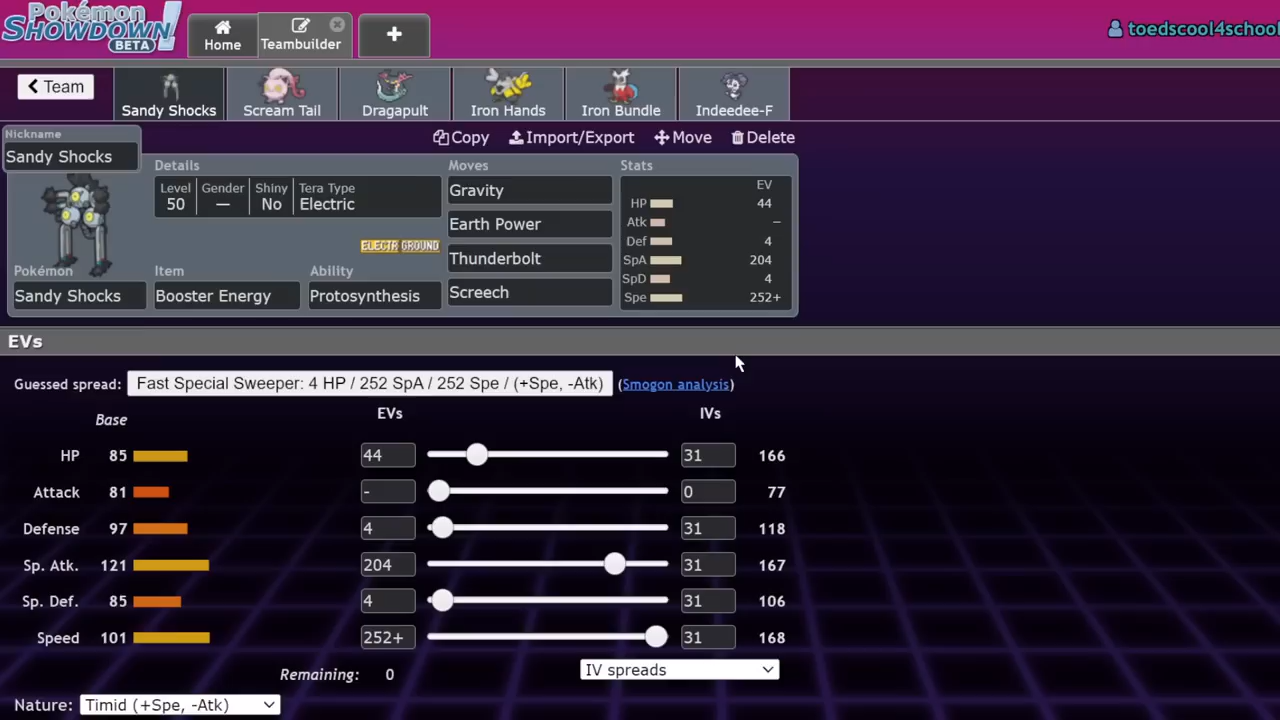 Pokémon
SHOWDOWN!
BETA
Home
Teambuilder
toedscool4school
Team
Sandy Shocks
Scream Tail
Dragapult
Iron Hands
Iron Bundle
Indeedee-F
Copy
Import/Export
Move
Delete
Nickname
Sandy Shocks
Details
Level
50
Gender
—
Shiny
No
Tera Type
Electric
ELECTR GROUND
Pokémon
Sandy Shocks
Item
Booster Energy
Ability
Protosynthesis
Moves
Gravity
Earth Power
Thunderbolt
Screech
Stats
EV
HP 44
Atk –
Def 4
SpA 204
SpD 4
Spe 252+
EVs
Guessed spread: Fast Special Sweeper: 4 HP / 252 SpA / 252 Spe / (+Spe, -Atk) (Smogon analysis)
Base EVs IVs
HP 85 44 31 166
Attack 81 - 0 77
Defense 97 4 31 118
Sp. Atk. 121 204 31 167
Sp. Def. 85 4 31 106
Speed 101 252+ 31 168
Remaining: 0 IV spreads
Nature: Timid (+Spe, -Atk)